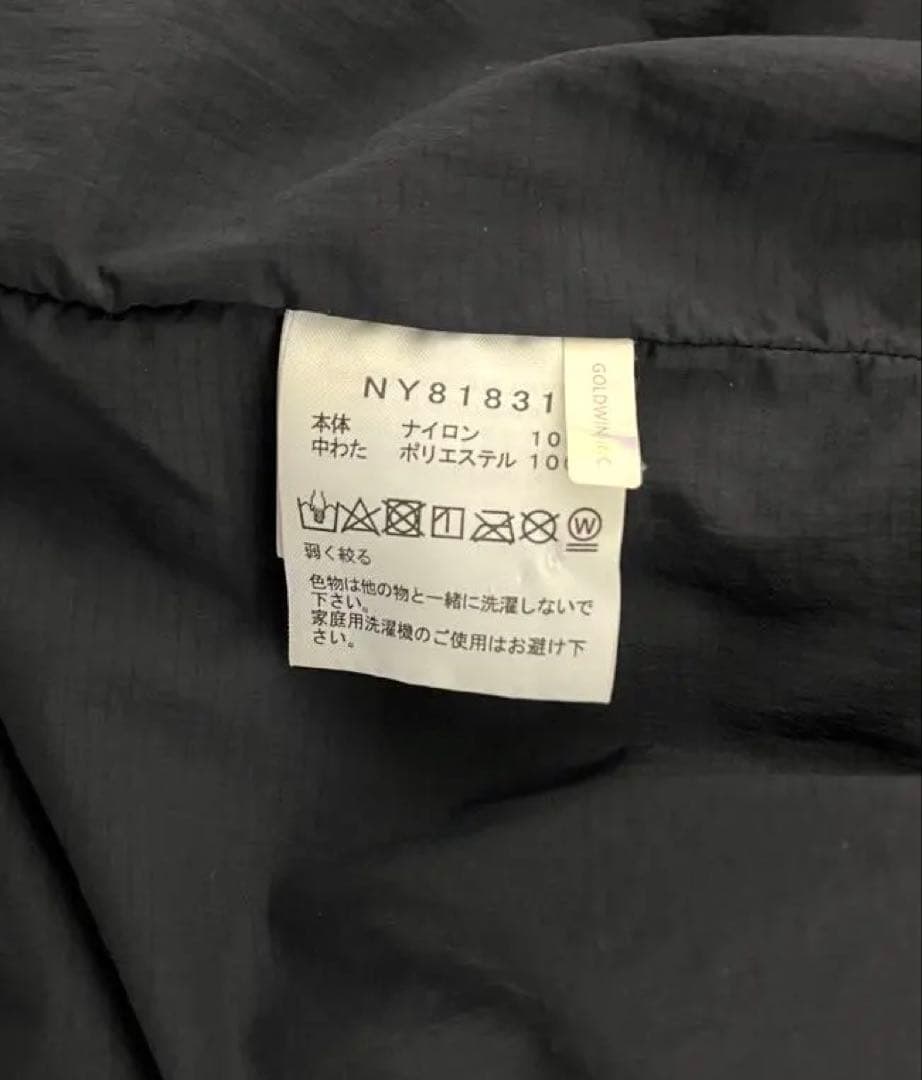 NY81831
本体 ナイロン 10
中わた ポリエステル 10
GOLDWIN
W
弱く絞る
色物は他の物と一緒に洗濯しないで
下さい。
家庭用洗濯機のご使用はお避け下
さい。